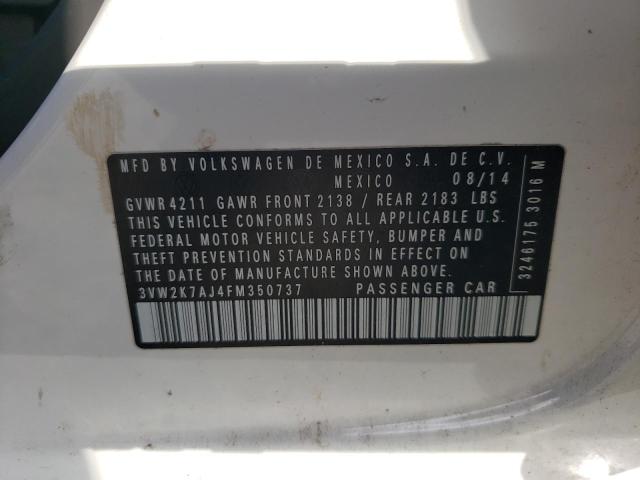 MFD BY VOLKSWAGEN DE MEXICO S.A. DE C.V.
MEXICO 08/14
GVWR 4211 GAWR FRONT 2138 / REAR 2183 LBS
THIS VEHICLE CONFORMS TO ALL APPLICABLE U.S.
FEDERAL MOTOR VEHICLE SAFETY, BUMPER AND
THEFT PREVENTION STANDARDS IN EFFECT ON
THE DATE OF MANUFACTURE SHOWN ABOVE
3VW2K7AJ4FM350737 PASSENGER CAR
3246175 3016 M